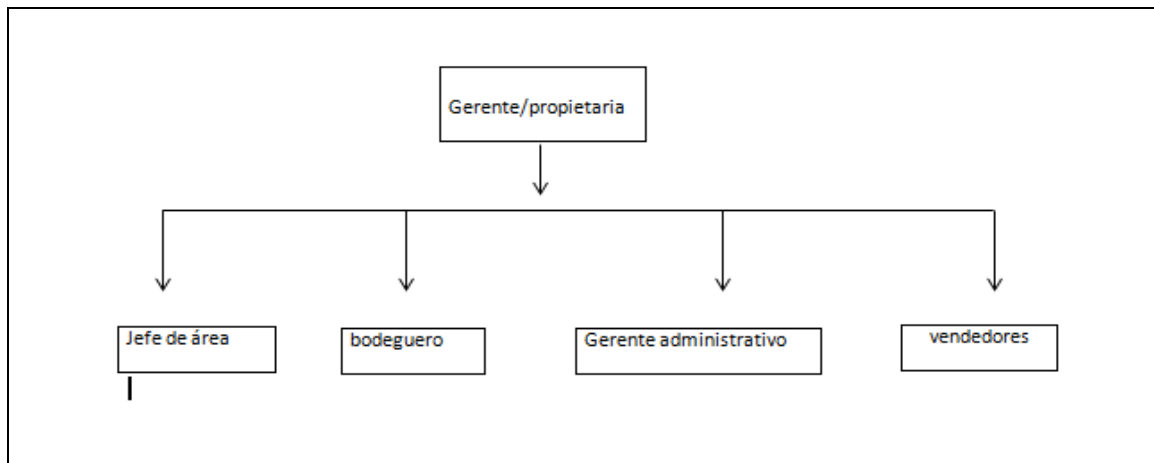 Gerente/propietaria
Jefe de área
bodeguero
Gerente administrativo
vendedores